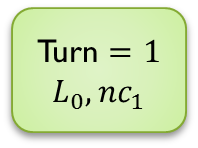 Turn = 1
L₀, nc₁